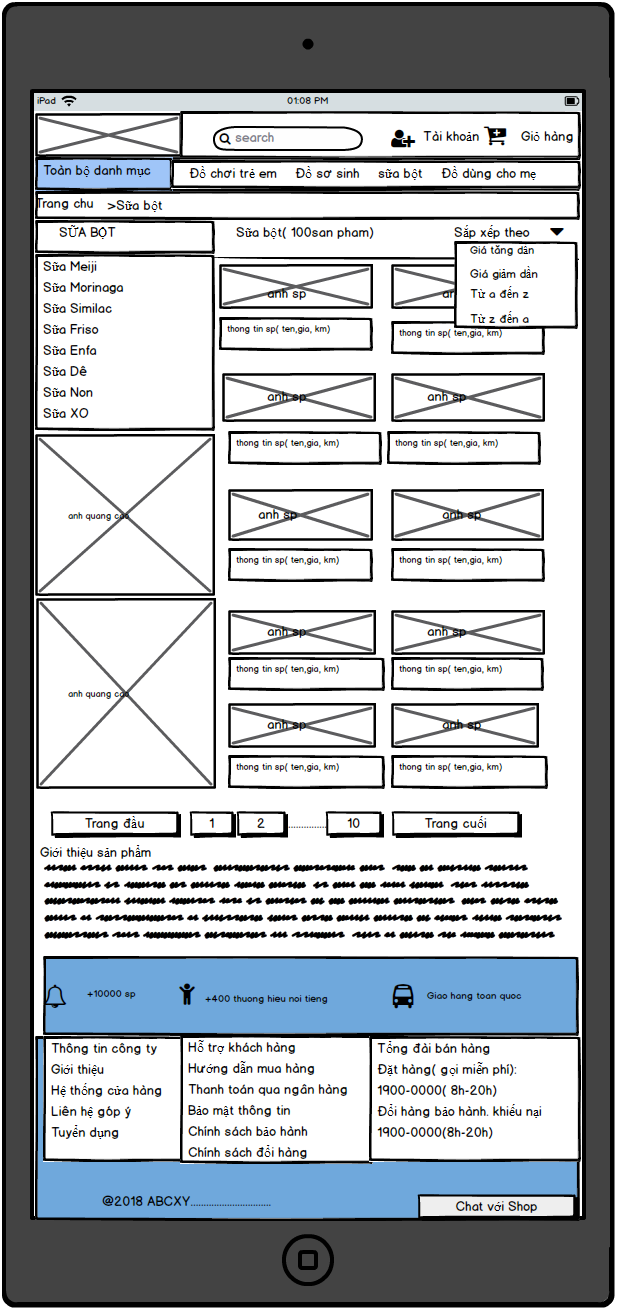 iPad
01:08 PM
search
Tài khoản
Giỏ hàng
Toàn bộ danh mục
Đồ chơi trẻ em
Đồ sơ sinh
sữa bột
Đồ dùng cho mẹ
Trang chu >Sữa bột
SỮA BỘT
Sữa bột( 100san pham)
Sắp xếp theo
Giá tăng dần
Giá giảm dần
Từ a đến z
Từ z đến a
Sữa Meiji
Sữa Morinaga
Sữa Similac
Sữa Friso
Sữa Enfa
Sữa Dê
Sữa Non
Sữa XO
anh quang cao
anh quang cao
anh sp
thong tin sp( ten,gia, km)
thong tin sp( ten,gia, km)
anh sp
anh sp
thong tin sp( ten,gia, km)
thong tin sp( ten,gia, km)
anh sp
anh sp
thong tin sp( ten,gia, km)
thong tin sp( ten,gia, km)
anh sp
anh sp
thong tin sp( ten,gia, km)
thong tin sp( ten,gia, km)
anh sp
anh sp
thong tin sp( ten,gia, km)
thong tin sp( ten,gia, km)
Trang đầu
1
2
................
10
Trang cuối
Giới thiệu sản phẩm
+10000 sp
+400 thuong hieu noi tieng
Giao hang toan quoc
Thông tin công ty
Giới thiệu
Hệ thống cửa hàng
Liên hệ góp ý
Tuyển dụng
Hỗ trợ khách hàng
Hướng dẫn mua hàng
Thanh toán qua ngân hàng
Bảo mật thông tin
Chính sách bảo hành
Chính sách đổi hàng
Tổng đài bán hàng
Đặt hàng( gọi miễn phí):
1900-0000( 8h-20h)
Đổi hàng bảo hành. khiếu nại
1900-0000(8h-20h)
@2018 ABCXY................................
Chat với Shop